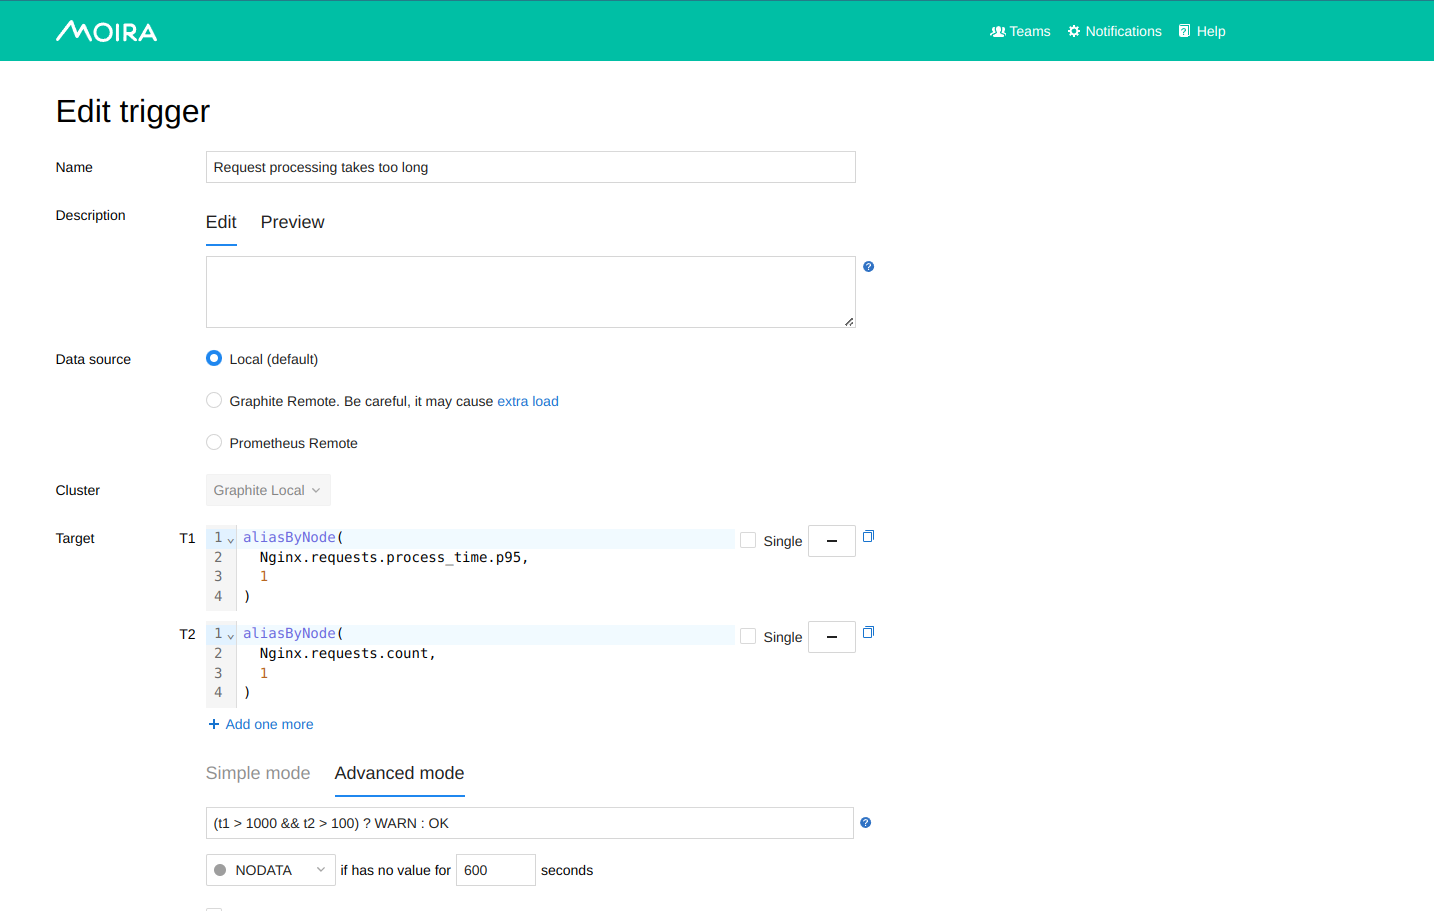 MOIRA
Teams Notifications Help
Edit trigger
Name
Request processing takes too long
Description
Edit Preview
Data source
Local (default)
Graphite Remote. Be careful, it may cause extra load
Prometheus Remote
Cluster
Graphite Local
Target
T1
1 aliasByNode(
2 Nginx.requests.process_time.p95,
3 1
4 )
Single
T2
1 aliasByNode(
2 Nginx.requests.count,
3 1
4 )
Single
+ Add one more
Simple mode Advanced mode
(t1 > 1000 && t2 > 100) ? WARN : OK
NODATA if has no value for 600 seconds